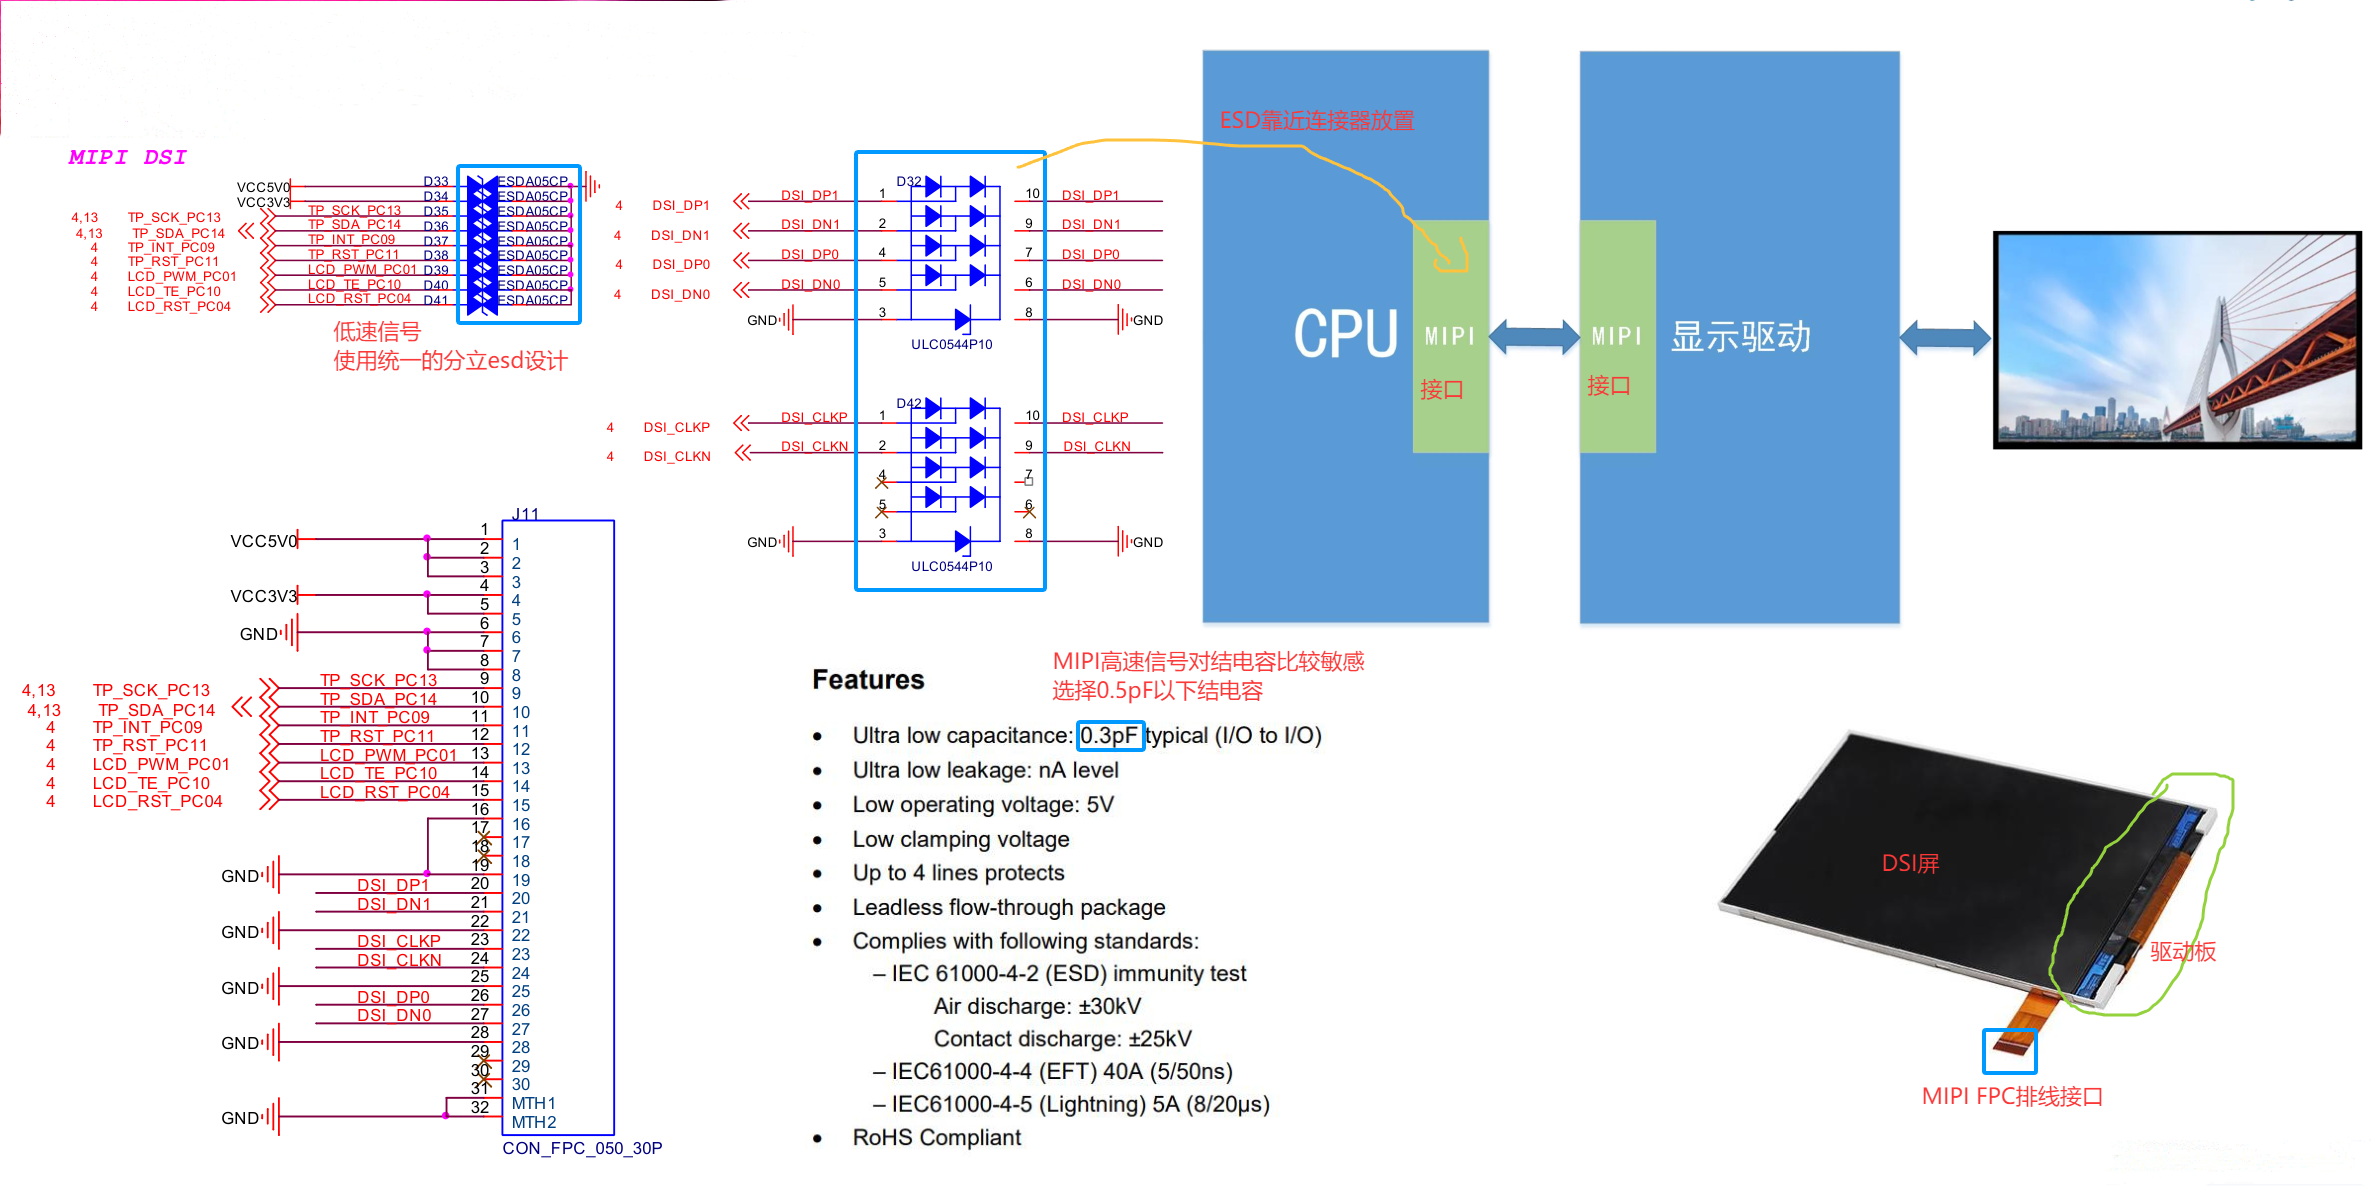 MIPI DSI
VCC5V0
VCC3V3
4,13 TP_SCK_PC13
4,13 TP_SDA_PC14
4 TP_INT_PC09
4 TP_RST_PC11
4 LCD_PWM_PC01
4 LCD_TE_PC10
4 LCD_RST_PC04
TP_SCK_PC13
TP_SDA_PC14
TP_INT_PC09
TP_RST_PC11
LCD_PWM_PC01
LCD_TE_PC10
LCD_RST_PC04
D33 ESDA05CP
D34 ESDA05CP
D35 ESDA05CP
D36 ESDA05CP
D37 ESDA05CP
D38 ESDA05CP
D39 ESDA05CP
D40 ESDA05CP
D41 ESDA05CP
低速信号
使用统一的分立esd设计
4 DSI_DP1 DSI_DP1 1 D32 10 DSI_DP1
4 DSI_DN1 DSI_DN1 2 9 DSI_DN1
4 DSI_DP0 DSI_DP0 4 7 DSI_DP0
4 DSI_DN0 DSI_DN0 5 6 DSI_DN0
GND 3 8 GND
ULC0544P10
4 DSI_CLKP DSI_CLKP 1 D42 10 DSI_CLKP
4 DSI_CLKN DSI_CLKN 2 9 DSI_CLKN
4 7
5 6
GND 3 8 GND
ULC0544P10
ESD靠近连接器放置
CPU
MIPI
接口
MIPI
接口
显示驱动
J11
VCC5V0 1 1
2 2
3 3
VCC3V3 4 4
5 5
GND 6 6
7 7
8 8
4,13 TP_SCK_PC13 TP_SCK_PC13 9 9
4,13 TP_SDA_PC14 TP_SDA_PC14 10 10
4 TP_INT_PC09 TP_INT_PC09 11 11
4 TP_RST_PC11 TP_RST_PC11 12 12
4 LCD_PWM_PC01 LCD_PWM_PC01 13 13
4 LCD_TE_PC10 LCD_TE_PC10 14 14
4 LCD_RST_PC04 LCD_RST_PC04 15 15
16 16
17 17
18 18
GND 19 19
DSI_DP1 20 20
DSI_DN1 21 21
GND 22 22
DSI_CLKP 23 23
DSI_CLKN 24 24
GND 25 25
DSI_DP0 26 26
DSI_DN0 27 27
GND 28 28
29 29
30 30
31 MTH1
GND 32 MTH2
CON_FPC_050_30P
MIPI高速信号对结电容比较敏感
选择0.5pF以下结电容
Features
• Ultra low capacitance: 0.3pF typical (I/O to I/O)
• Ultra low leakage: nA level
• Low operating voltage: 5V
• Low clamping voltage
• Up to 4 lines protects
• Leadless flow-through package
• Complies with following standards:
– IEC 61000-4-2 (ESD) immunity test
Air discharge: ±30kV
Contact discharge: ±25kV
– IEC61000-4-4 (EFT) 40A (5/50ns)
– IEC61000-4-5 (Lightning) 5A (8/20μs)
• RoHS Compliant
DSI屏
驱动板
MIPI FPC排线接口